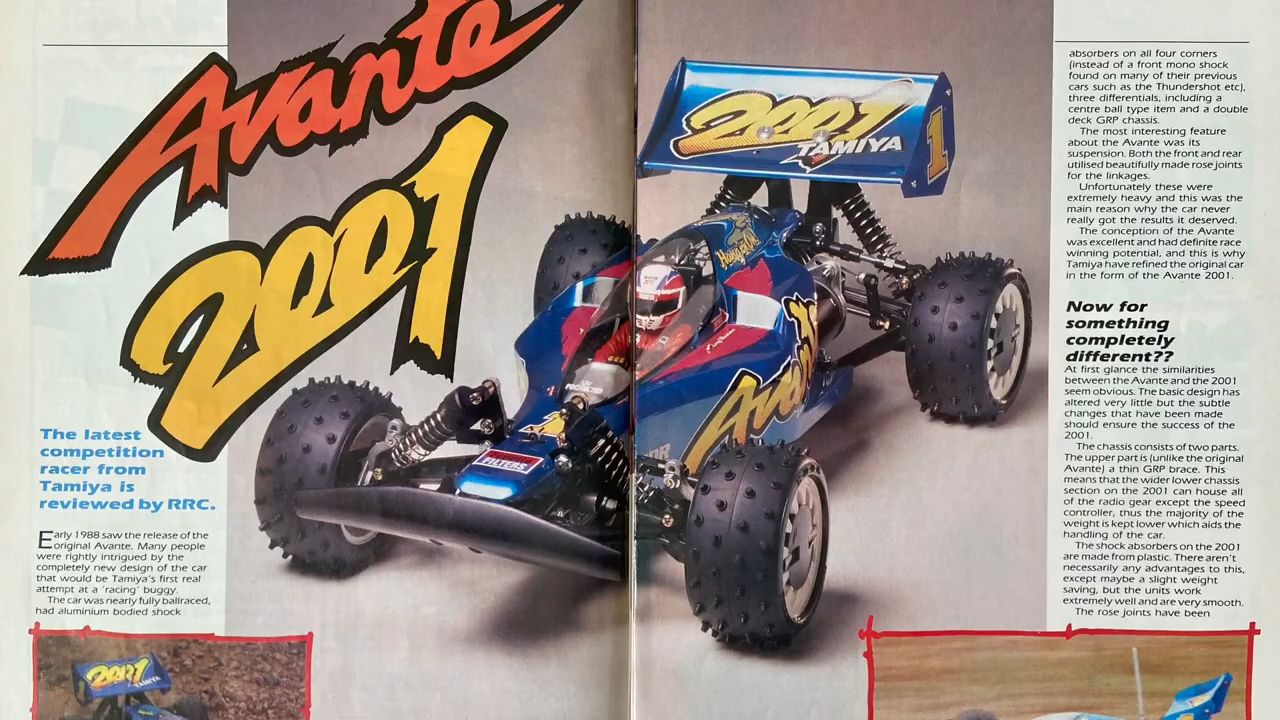 Avante
2001
The latest
competition
racer from
Tamiya is
reviewed by RRC.
Early 1988 saw the release of the
original Avante. Many people
were rightly intrigued by the
completely new design of the car
that would be Tamiya's first real
attempt at a 'racing' buggy.
The car was nearly fully ballraced,
had aluminium bodied shock
2001
TAMIYA
1
Avante
FILTERS
2001
TAMIYA
absorbers on all four corners
(instead of a front mono shock
found on many of their previous
cars such as the Thundershot etc),
three differentials, including a
centre ball type item and a double
deck GRP chassis.
The most interesting feature
about the Avante was its
suspension. Both the front and rear
utilised beautifully made rose joints
for the linkages.
Unfortunately these were
extremely heavy and this was the
main reason why the car never
really got the results it deserved.
The conception of the Avante
was excellent and had definite race
winning potential, and this is why
Tamiya have refined the original car
in the form of the Avante 2001.
Now for
something
completely
different??
At first glance the similarities
between the Avante and the 2001
seem obvious. The basic design has
altered very little but the subtle
changes that have been made
should ensure the success of the
2001.
The chassis consists of two parts.
The upper part is (unlike the original
Avante) a thin GRP brace. This
means that the wider lower chassis
section on the 2001 can house all
of the radio gear except the speed
controller, thus the majority of the
weight is kept lower which aids the
handling of the car.
The shock absorbers on the 2001
are made from plastic. There aren't
necessarily any advantages to this,
except maybe a slight weight
saving, but the units work
extremely well and are very smooth.
The rose joints have been